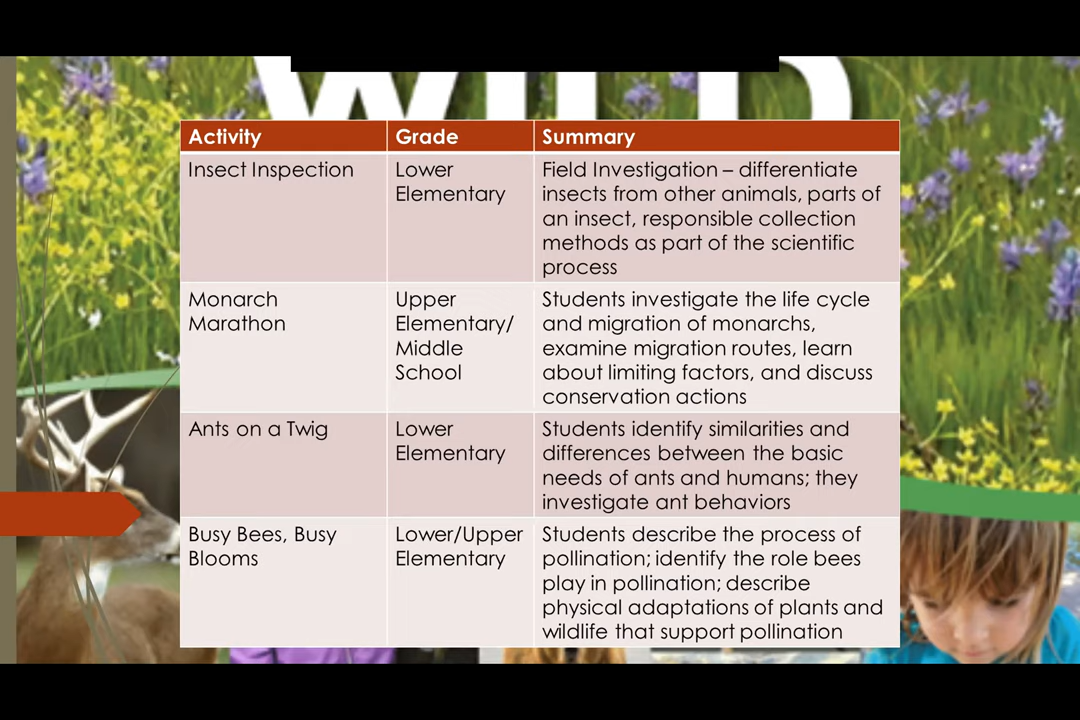 WILD
Activity Grade Summary
Insect Inspection
Lower
Elementary
Field Investigation – differentiate
insects from other animals, parts of
an insect, responsible collection
methods as part of the scientific
process
Monarch
Marathon
Upper
Elementary/
Middle
School
Students investigate the life cycle
and migration of monarchs,
examine migration routes, learn
about limiting factors, and discuss
conservation actions
Ants on a Twig
Lower
Elementary
Students identify similarities and
differences between the basic
needs of ants and humans; they
investigate ant behaviors
Busy Bees, Busy
Blooms
Lower/Upper
Elementary
Students describe the process of
pollination; identify the role bees
play in pollination; describe
physical adaptations of plants and
wildlife that support pollination